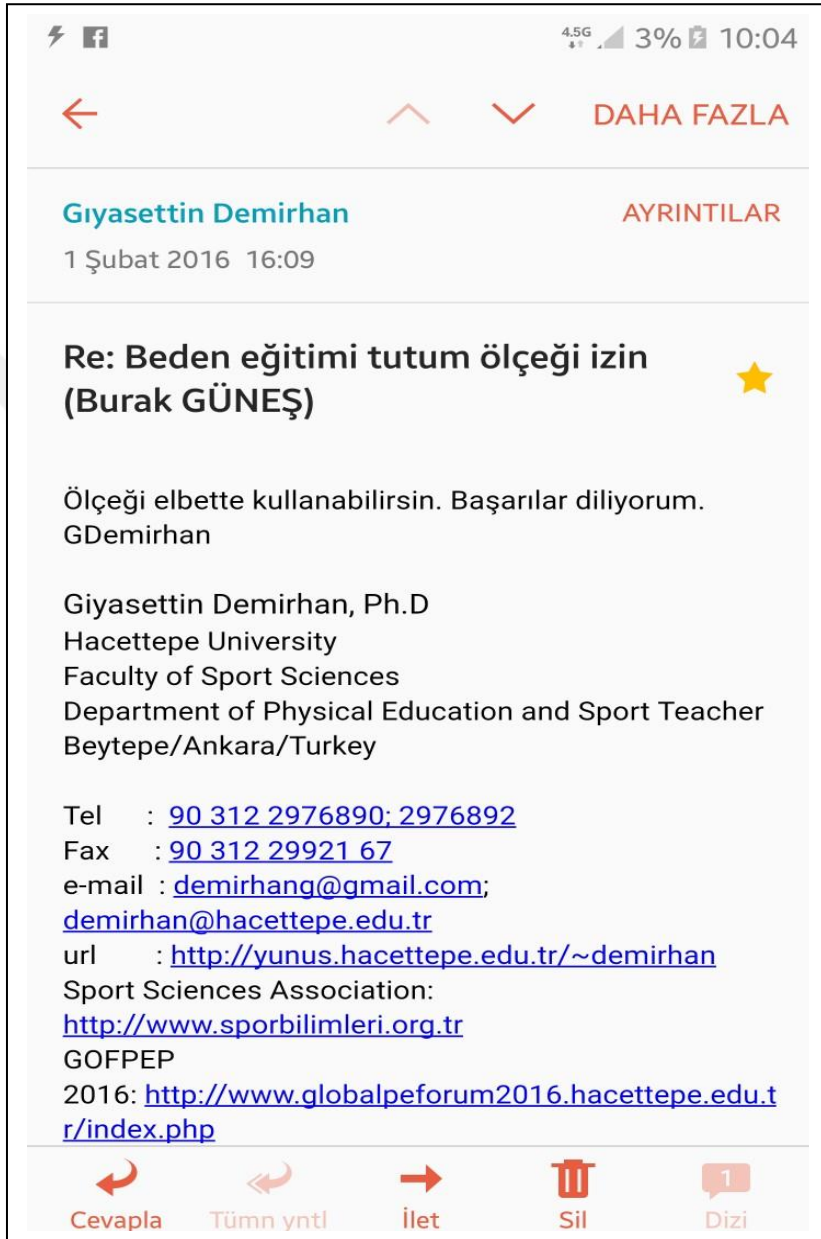 4.5G 3% 10:04
DAHA FAZLA
Gıyasettin Demirhan AYRINTILAR
1 Şubat 2016 16:09
Re: Beden eğitimi tutum ölçeği izin
(Burak GÜNEŞ)
Ölçeği elbette kullanabilirsin. Başarılar diliyorum.
GDemirhan
Giyasettin Demirhan, Ph.D
Hacettepe University
Faculty of Sport Sciences
Department of Physical Education and Sport Teacher
Beytepe/Ankara/Turkey
Tel : 90 312 2976890; 2976892
Fax : 90 312 29921 67
e-mail : demirhang@gmail.com;
demirhan@hacettepe.edu.tr
url : http://yunus.hacettepe.edu.tr/~demirhan
Sport Sciences Association:
http://www.sporbilimleri.org.tr
GOFPEP
2016: http://www.globalpeforum2016.hacettepe.edu.t
r/index.php
Cevapla Tümn yntl İlet Sil 1 Dizi